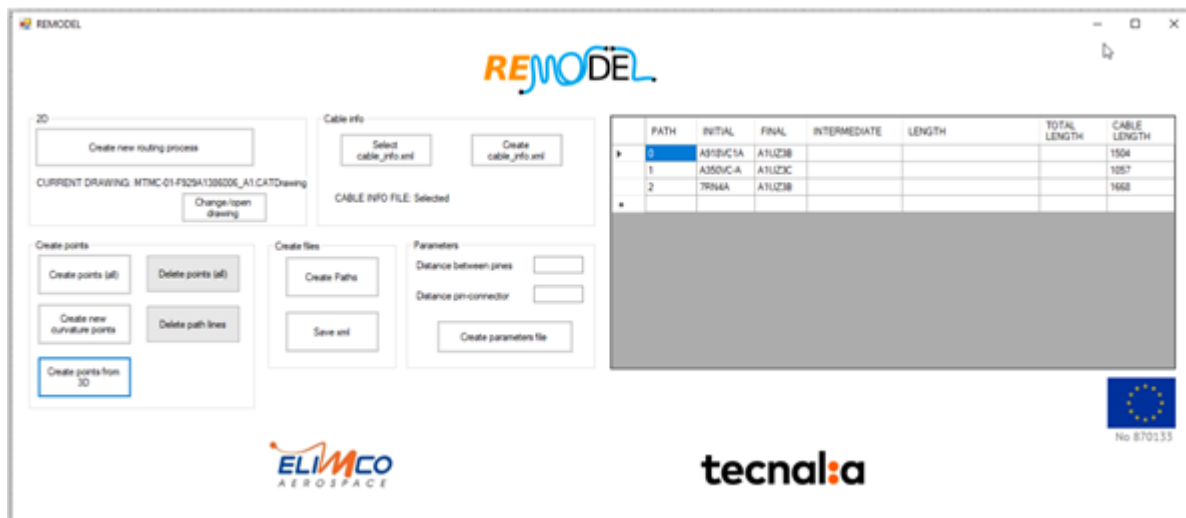 REMODEL
REMODEL
2D
Create new routing process
CURRENT DRAWING: MTMC-01-F929A1386006_A1.CATDrawing
Change/open
drawing
Cable info
Select
cable_info.xml
Create
cable_info.xml
CABLE INFO FILE: Selected
Create points
Create points (all)
Delete points (all)
Create new
curvature points
Delete path lines
Create points from
3D
Create files
Create Paths
Save xml
Parameters
Distance between pines
Distance pin-connector
Create parameters file
PATH INITIAL FINAL INTERMEDIATE LENGTH TOTAL LENGTH CABLE LENGTH
0 A918VC1A A1UZ3B 1504
1 A350VC-A A1UZ3C 1057
2 7RN4IA A1UZ3B 1668
No 870133
ELIMCO
AEROSPACE
tecnal:a